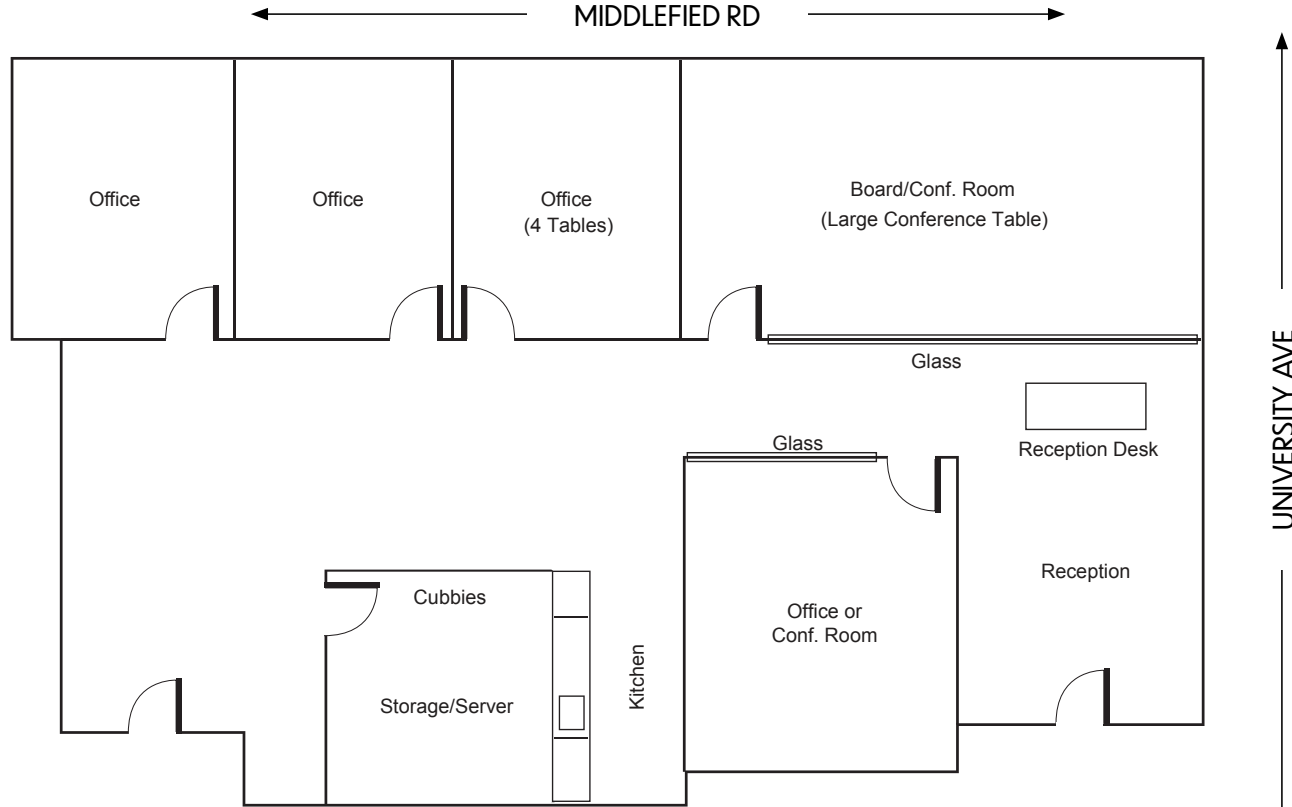 MIDDLEFIED RD
Office
Office
Office
(4 Tables)
Board/Conf. Room
(Large Conference Table)
Glass
UNIVERSITY AVE
Glass
Reception Desk
Reception
Cubbies
Office or
Conf. Room
Kitchen
Storage/Server